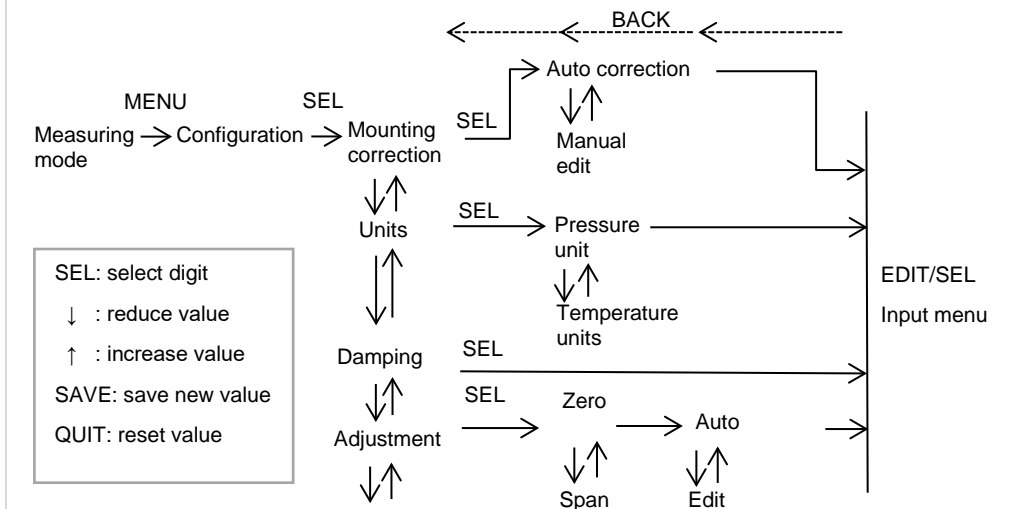 BACK
Auto correction
MENU
SEL
SEL
Measuring
mode
Configuration
Mounting
correction
Manual
edit
SEL
Units
Pressure
unit
SEL: select digit
↓ : reduce value
↑ : increase value
SAVE: save new value
QUIT: reset value
EDIT/SEL
Input menu
Temperature
units
Damping
SEL
SEL
Zero
Auto
Adjustment
Span
Edit